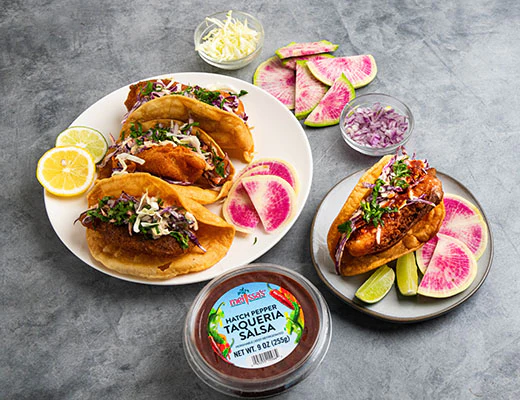 melissa's
HATCH PEPPER
TAQUERIA
SALSA
NET WT. 9 OZ (255g)